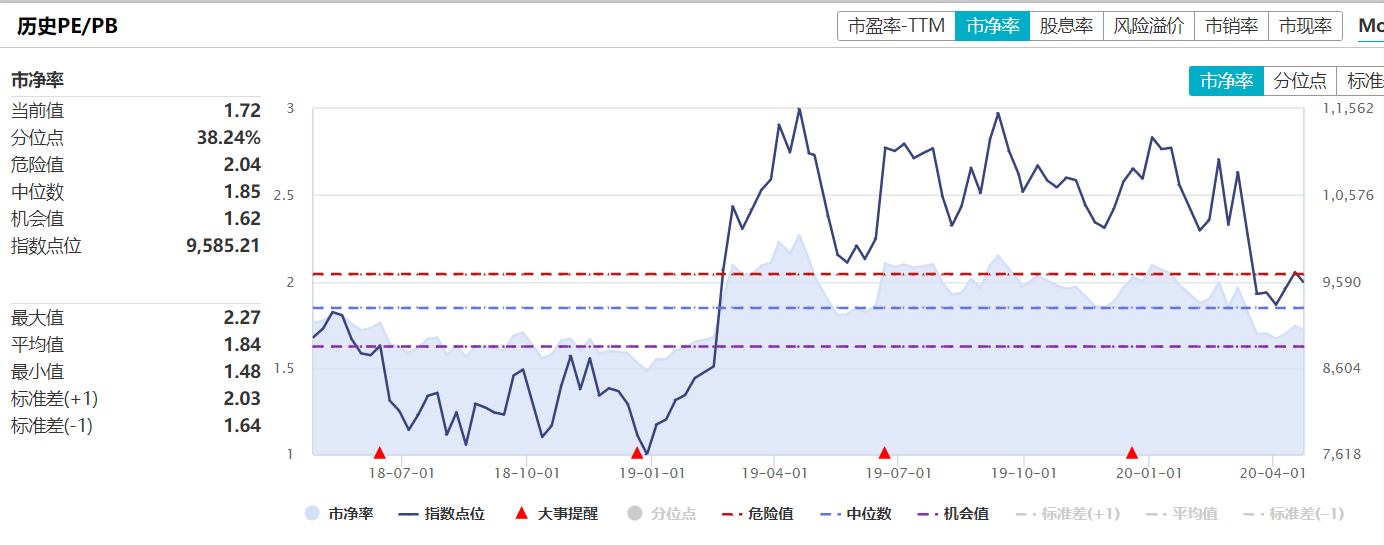 历史PE/PB
市盈率-TTM 市净率 股息率 风险溢价 市销率 市现率 Mo
市净率
市净率 分位点 标准
当前值 1.72
分位点 38.24%
危险值 2.04
中位数 1.85
机会值 1.62
指数点位 9,585.21
最大值 2.27
平均值 1.84
最小值 1.48
标准差(+1) 2.03
标准差(-1) 1.64
3 1,1,562
2.5 1,0,576
2 9,590
1.5 8,604
1 7,618
18-07-01 18-10-01 19-01-01 19-04-01 19-07-01 19-10-01 20-01-01 20-04-01
市净率 指数点位 大事提醒 分位点 危险值 中位数 机会值 标准差(+1) 平均值 标准差(-1)